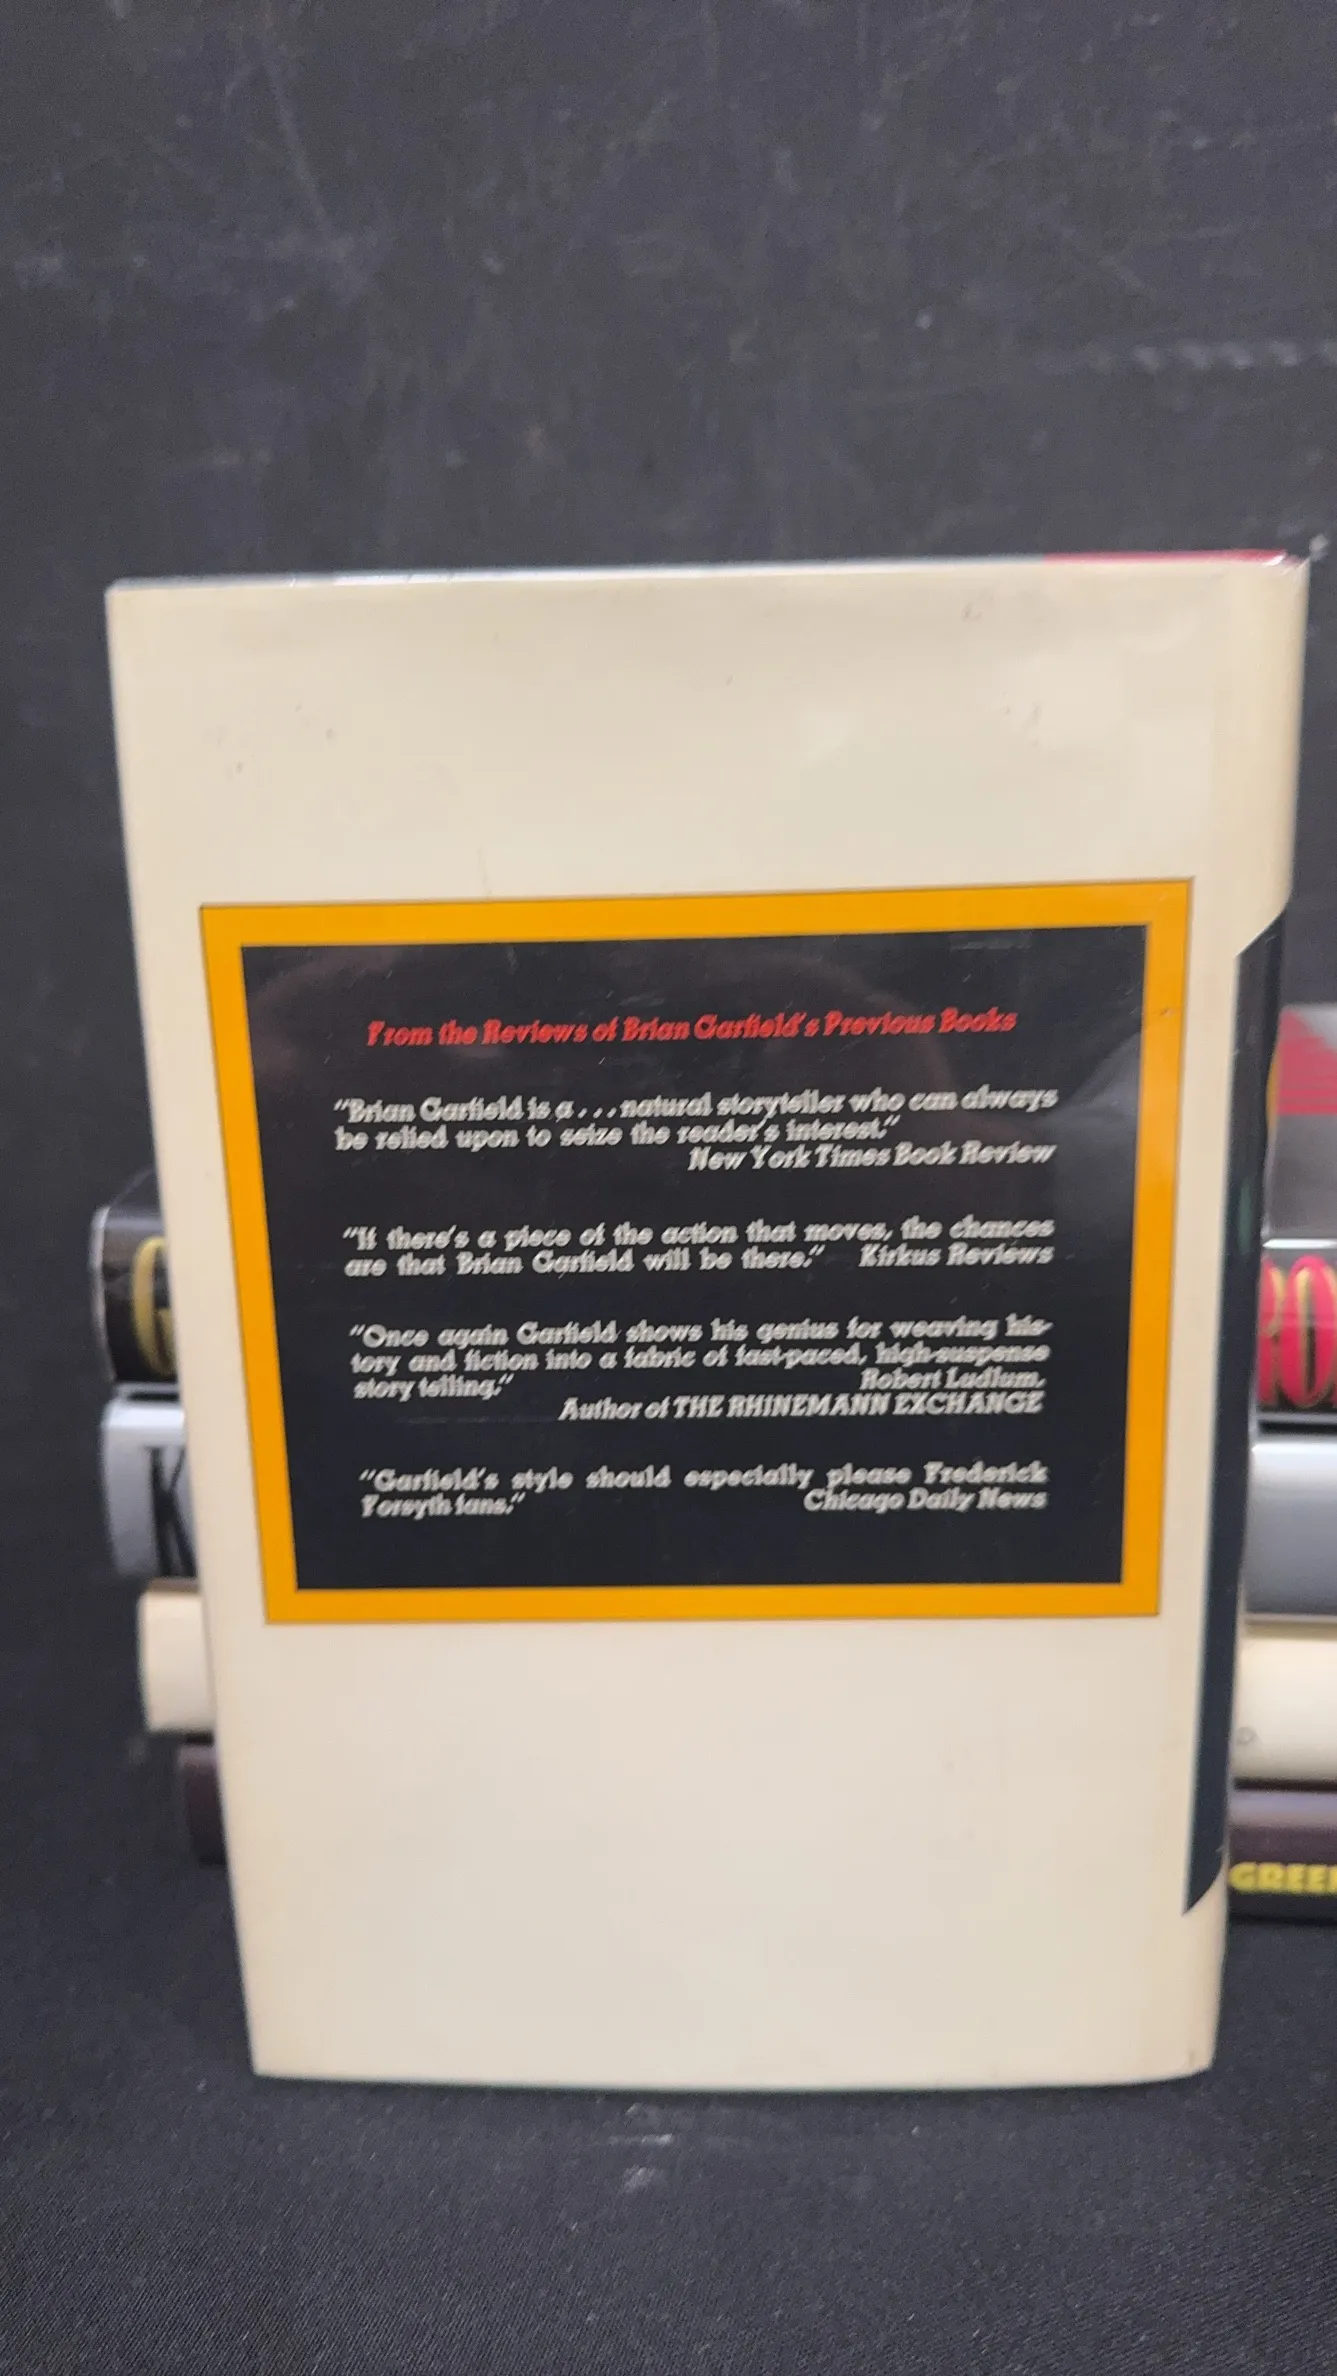 From the Reviews of Brian Garfield's Previous Books
"Brian Garfield is a . . . natural storyteller who can always
be relied upon to seize the reader's interest."
New York Times Book Review
"If there's a piece of the action that moves, the chances
are that Brian Garfield will be there." Kirkus Reviews
"Once again Garfield shows his genius for weaving his-
tory and fiction into a fabric of fast-paced, high-suspense
story telling." Robert Ludlum,
Author of THE RHINEMANN EXCHANGE
"Garfield's style should especially please Frederick
Forsyth fans." Chicago Daily News
G
K
RO
GREE